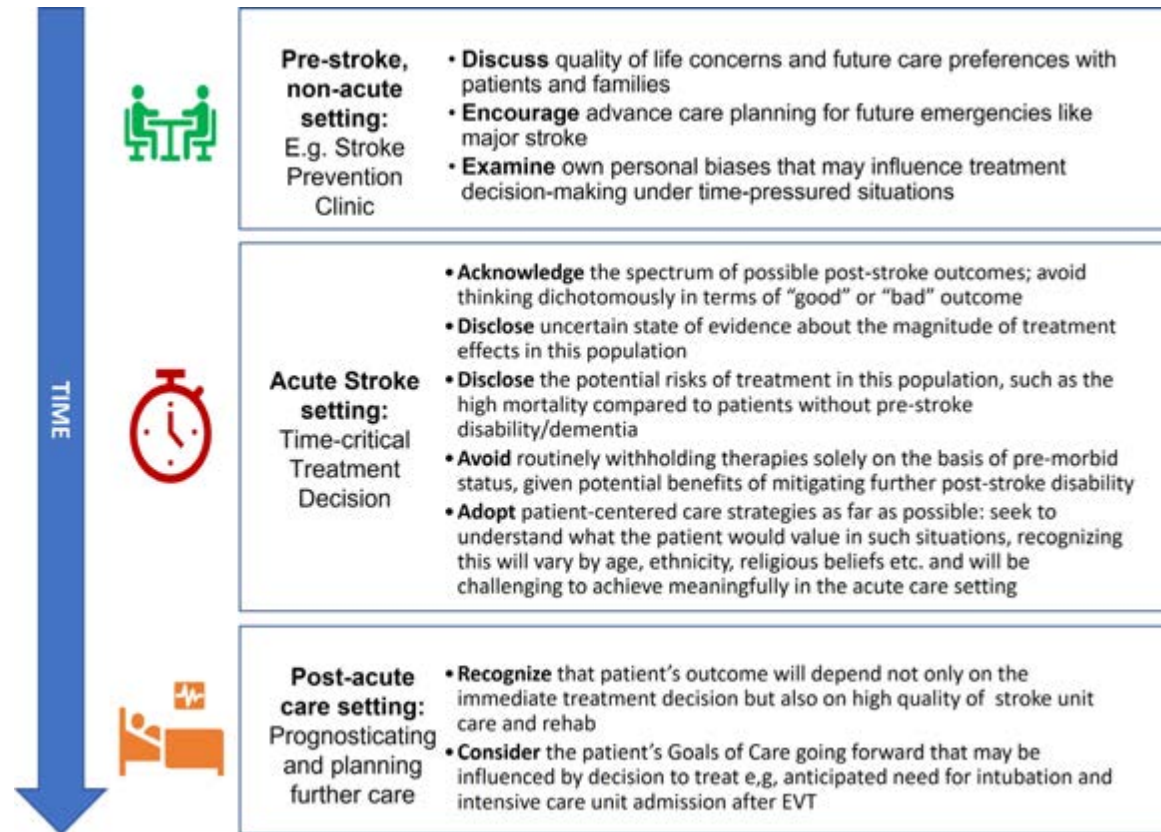 TIME
Pre-stroke,
non-acute
setting:
E.g. Stroke
Prevention
Clinic
• Discuss quality of life concerns and future care preferences with
patients and families
• Encourage advance care planning for future emergencies like
major stroke
• Examine own personal biases that may influence treatment
decision-making under time-pressured situations
Acute Stroke
setting:
Time-critical
Treatment
Decision
• Acknowledge the spectrum of possible post-stroke outcomes; avoid
thinking dichotomously in terms of “good” or “bad” outcome
• Disclose uncertain state of evidence about the magnitude of treatment
effects in this population
• Disclose the potential risks of treatment in this population, such as the
high mortality compared to patients without pre-stroke
disability/dementia
• Avoid routinely withholding therapies solely on the basis of pre-morbid
status, given potential benefits of mitigating further post-stroke disability
• Adopt patient-centered care strategies as far as possible: seek to
understand what the patient would value in such situations, recognizing
this will vary by age, ethnicity, religious beliefs etc. and will be
challenging to achieve meaningfully in the acute care setting
Post-acute
care setting:
Prognosticating
and planning
further care
• Recognize that patient’s outcome will depend not only on the
immediate treatment decision but also on high quality of stroke unit
care and rehab
• Consider the patient’s Goals of Care going forward that may be
influenced by decision to treat e,g, anticipated need for intubation and
intensive care unit admission after EVT